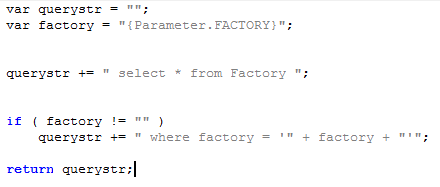 var querystr = "";
var factory = "{Parameter.FACTORY}";
querystr += " select * from Factory ";
if ( factory != "" )
    querystr += " where factory = '" + factory + "'";
return querystr;